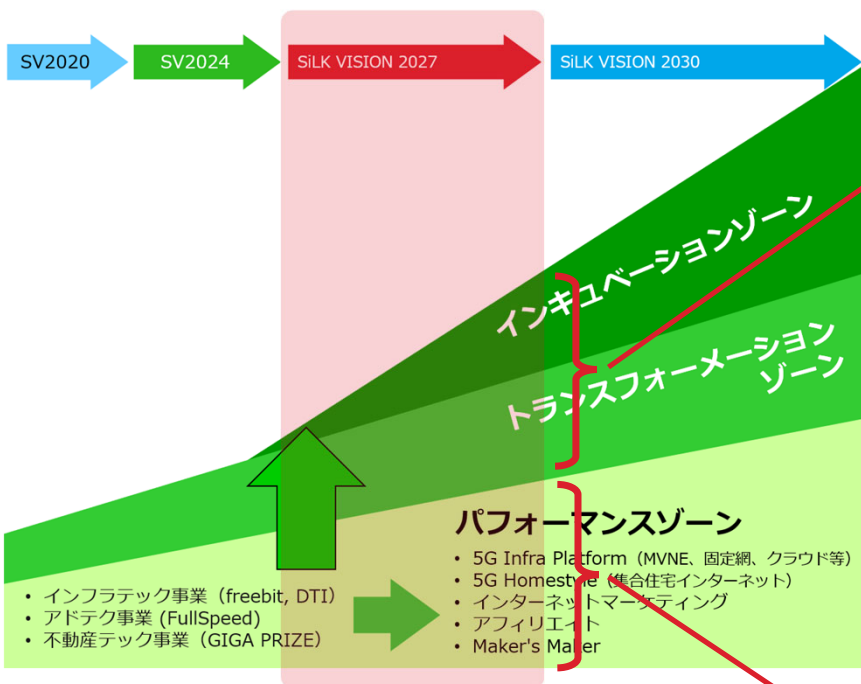 SV2020
SV2024
SiLK VISION 2027
SiLK VISION 2030
インキュベーションゾーン
トランスフォーメーション
ゾーン
パフォーマンスゾーン
• 5G Infra Platform（MVNE、固定網、クラウド等）
• 5G Homestyle（集合住宅インターネット）
• インターネットマーケティング
• アフィリエイト
• Maker's Maker
• インフラテック事業（freebit, DTI）
• アドテク事業 (FullSpeed)
• 不動産テック事業（GIGA PRIZE）